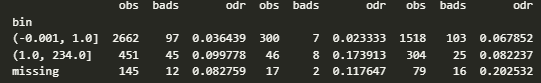 obs bads odr obs bads odr obs bads odr
bin
(-0.001, 1.0] 2662 97 0.036439 300 7 0.023333 1518 103 0.067852
(1.0, 234.0] 451 45 0.099778 46 8 0.173913 304 25 0.082237
missing 145 12 0.082759 17 2 0.117647 79 16 0.202532